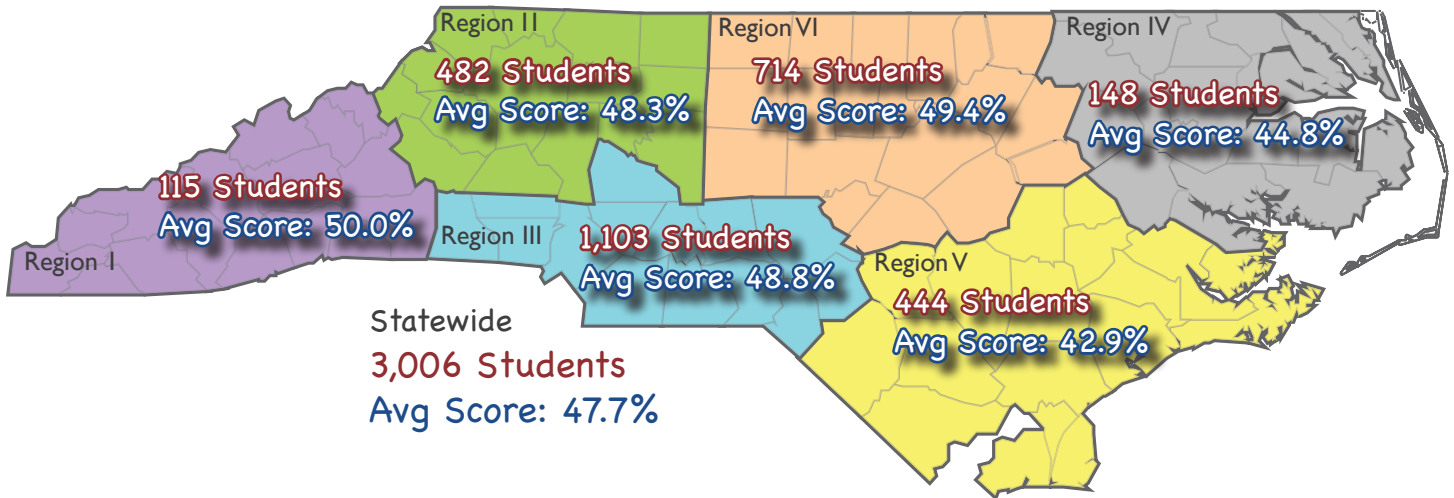 Region II
482 Students
Avg Score: 48.3%
Region VI
714 Students
Avg Score: 49.4%
Region IV
148 Students
Avg Score: 44.8%
115 Students
Avg Score: 50.0%
Region I
Region III
1,103 Students
Avg Score: 48.8%
Region V
444 Students
Avg Score: 42.9%
Statewide
3,006 Students
Avg Score: 47.7%